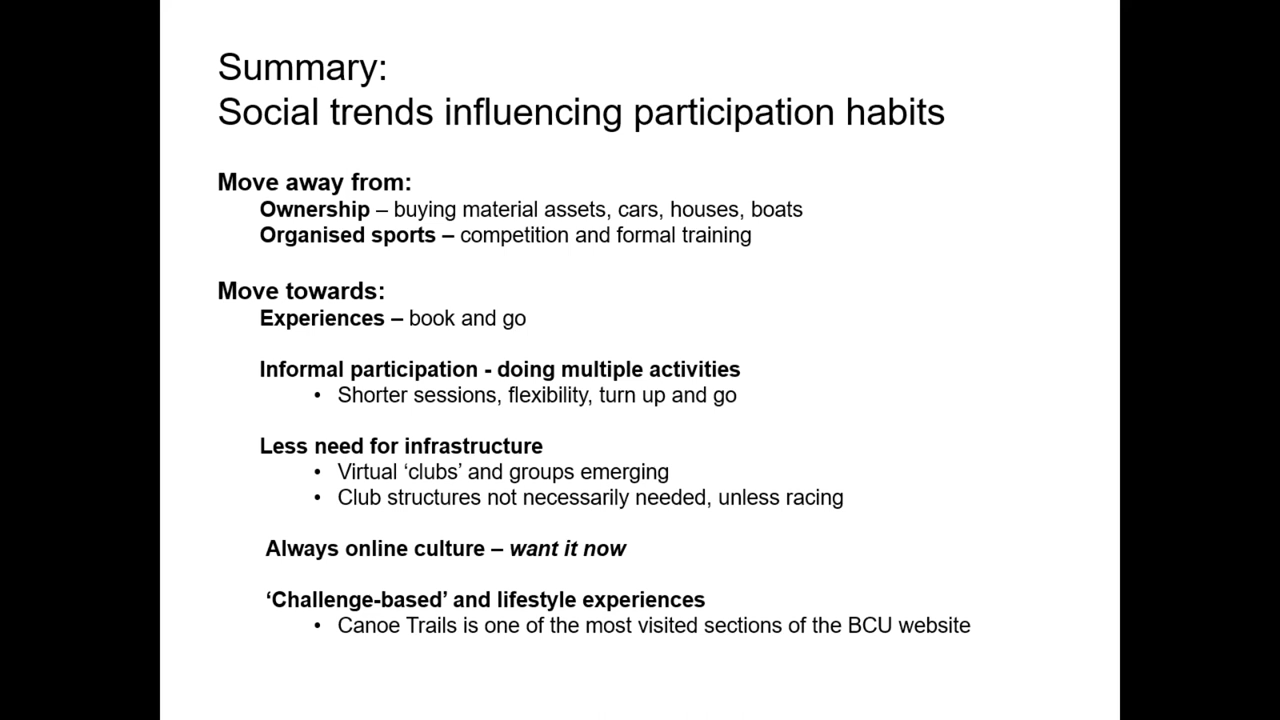 Summary:
Social trends influencing participation habits
Move away from:
Ownership – buying material assets, cars, houses, boats
Organised sports – competition and formal training
Move towards:
Experiences – book and go
Informal participation - doing multiple activities
• Shorter sessions, flexibility, turn up and go
Less need for infrastructure
• Virtual ‘clubs’ and groups emerging
• Club structures not necessarily needed, unless racing
Always online culture – want it now
‘Challenge-based’ and lifestyle experiences
• Canoe Trails is one of the most visited sections of the BCU website